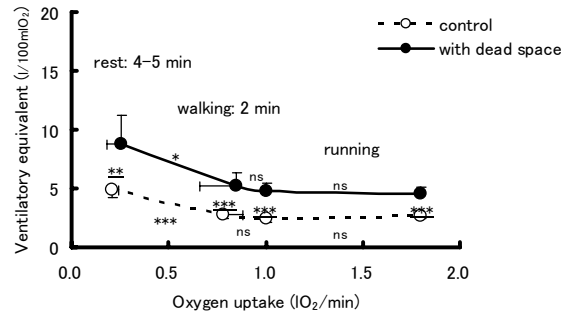 20
15
10
5
0
0.0
0.5
1.0
1.5
2.0
Ventilatory equivalent (l/100mlO₂)
Oxygen uptake (lO₂/min)
control
with dead space
rest: 4-5 min
walking: 2 min
running
*
ns
ns
**
***
***
***
***
ns
ns